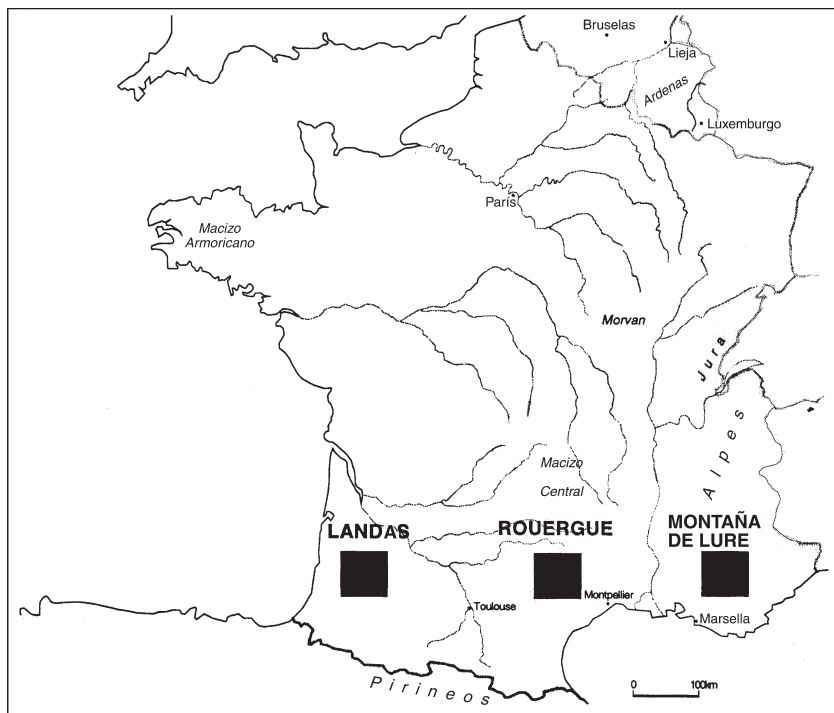 Bruselas
Lieja
Ardenas
Luxemburgo
París
Macizo
Armoricano
Morvan
Jura
Alpes
Macizo
Central
LANDAS
ROUERGUE
MONTAÑA
DE LURE
Toulouse
Montpellier
Marsella
Pirineos
0 100km